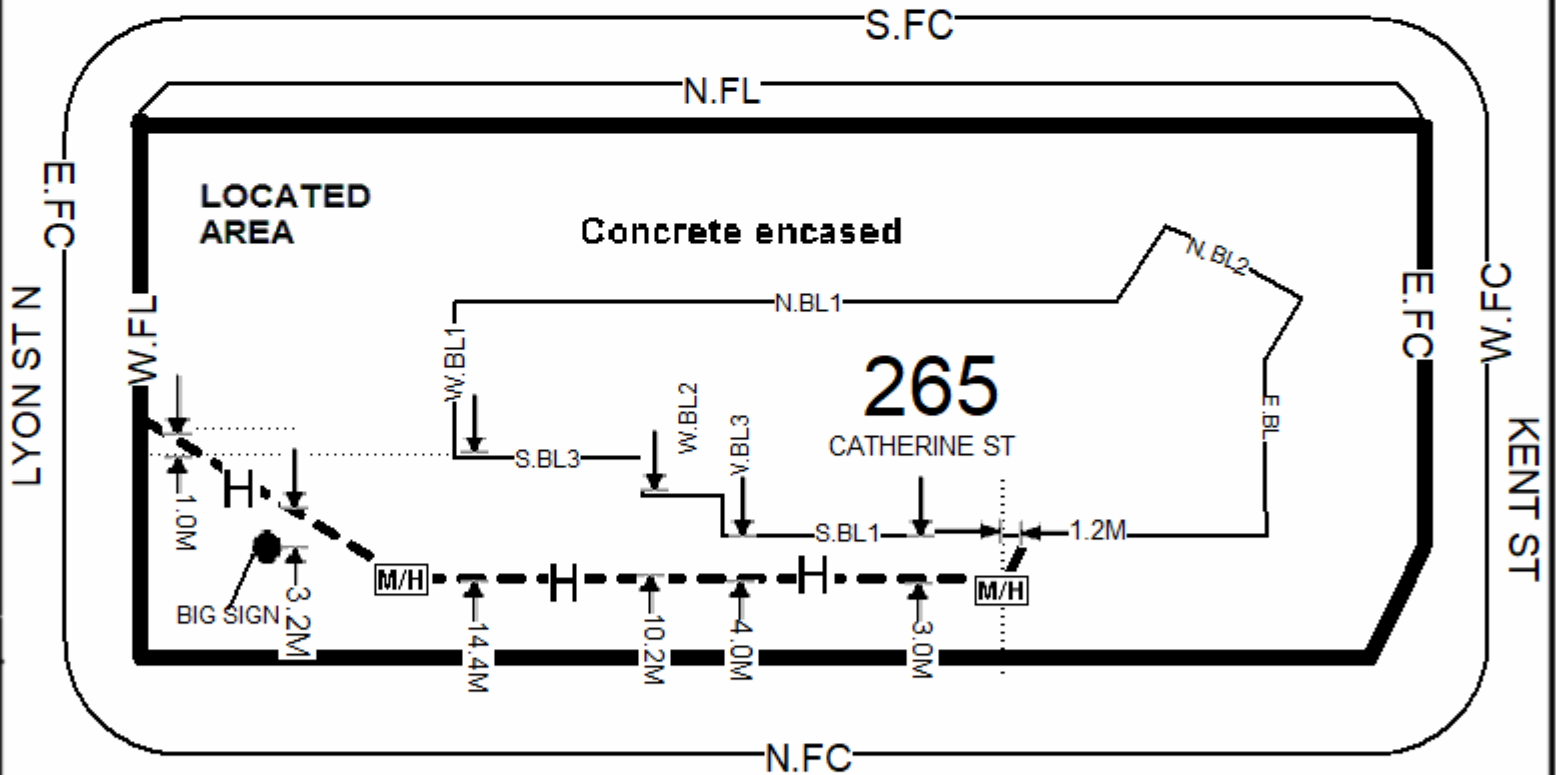 S.FC
N.FL
E.FC
LOCATED
AREA
Concrete encased
N.BL2
W.FL
N.BL1
E.FC
W.FC
LYON ST N
W.BL1
265
W.BL2
CATHERINE ST
E.BL
KENT ST
S.BL3
V.BL3
H
1.0M
S.BL1
1.2M
BIG SIGN
3.2M
M/H
H
H
M/H
14.4M
10.2M
4.0M
3.0M
N.FC